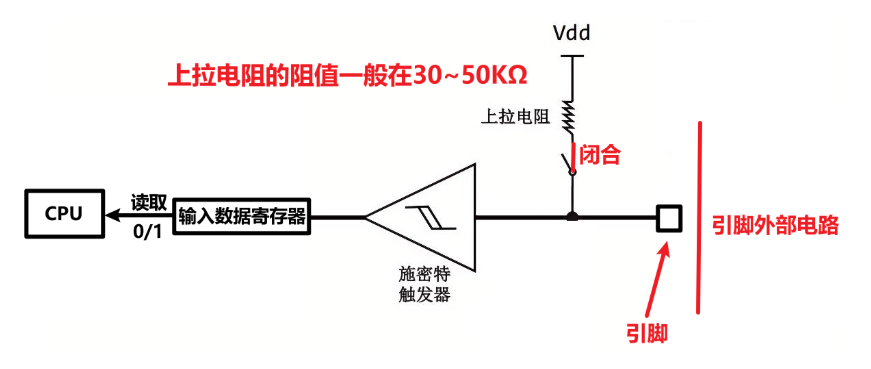 Vdd
上拉电阻的阻值一般在30~50KΩ
上拉电阻
闭合
CPU
读取
0/1
输入数据寄存器
施密特
触发器
引脚外部电路
引脚